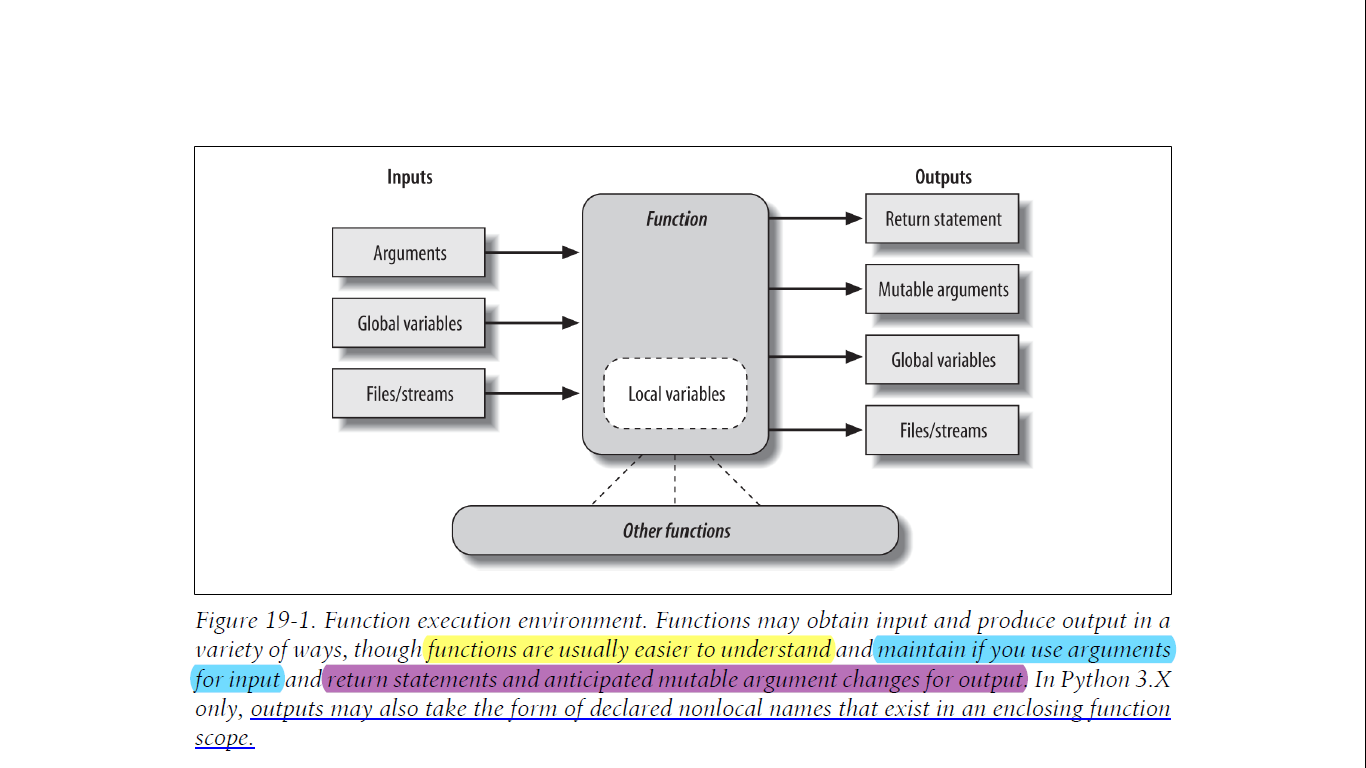 Inputs
Outputs
Function
Return statement
Arguments
Mutable arguments
Global variables
Global variables
Files/streams
Local variables
Files/streams
Other functions
Figure 19-1. Function execution environment. Functions may obtain input and produce output in a
variety of ways, though functions are usually easier to understand and maintain if you use arguments
for input and return statements and anticipated mutable argument changes for output. In Python 3.X
only, outputs may also take the form of declared nonlocal names that exist in an enclosing function
scope.